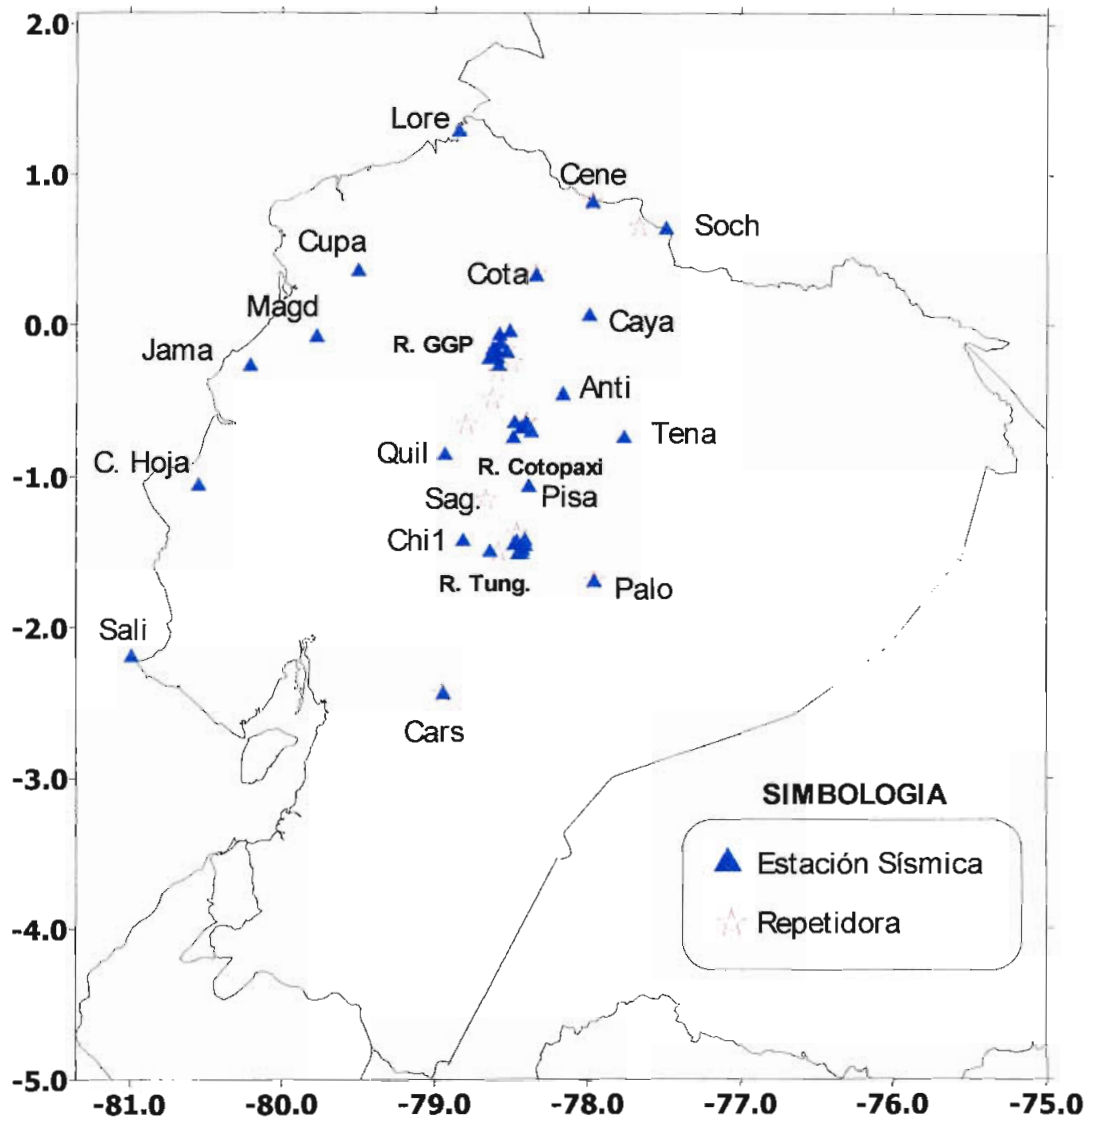 2.0
Lore
1.0
Cene
Soch
Cupa
Cota
Magd
Caya
0.0
R. GGP
Jama
Anti
Tena
Quil
C. Hoja
R. Cotopaxi
-1.0
Sag.
Pisa
Chi1
R. Tung.
Palo
-2.0
Sali
Cars
-3.0
SIMBOLOGIA
Estación Sísmica
Repetidora
-4.0
-5.0
-81.0 -80.0 -79.0 -78.0 -77.0 -76.0 -75.0